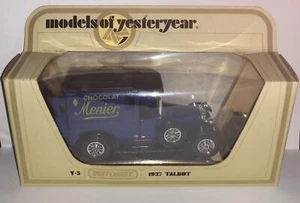 models of yesteryear
CHOCOLAT
Menier
Y-5
MATCHBOX
1927 TALBOT